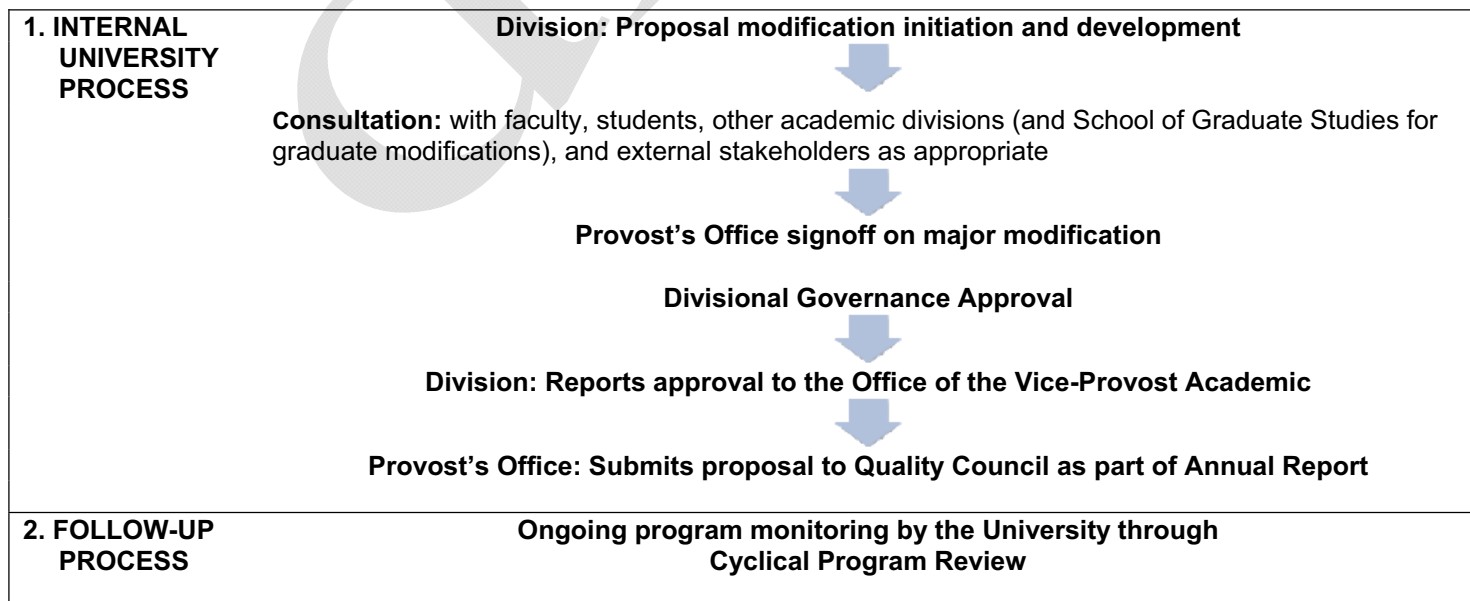 1. INTERNAL UNIVERSITY PROCESS
Division: Proposal modification initiation and development
Consultation: with faculty, students, other academic divisions (and School of Graduate Studies for
graduate modifications), and external stakeholders as appropriate
Provost's Office signoff on major modification
Divisional Governance Approval
Division: Reports approval to the Office of the Vice-Provost Academic
Provost's Office: Submits proposal to Quality Council as part of Annual Report
2. FOLLOW-UP PROCESS
Ongoing program monitoring by the University through
Cyclical Program Review